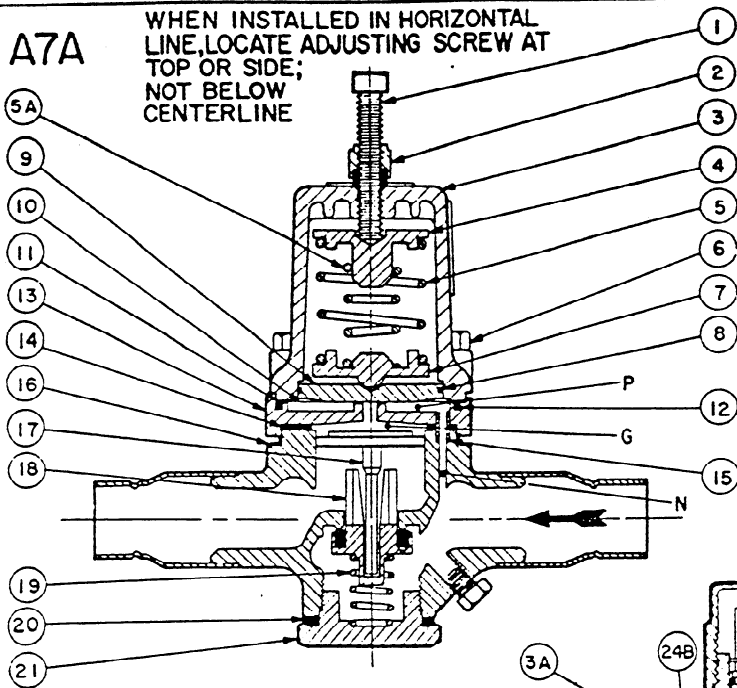 A7A
WHEN INSTALLED IN HORIZONTAL
LINE,LOCATE ADJUSTING SCREW AT
TOP OR SIDE;
NOT BELOW
CENTERLINE
1
2
3
4
5
6
7
8
P
12
G
15
N
5A
9
10
11
13
14
16
17
18
19
20
21
3A
24B